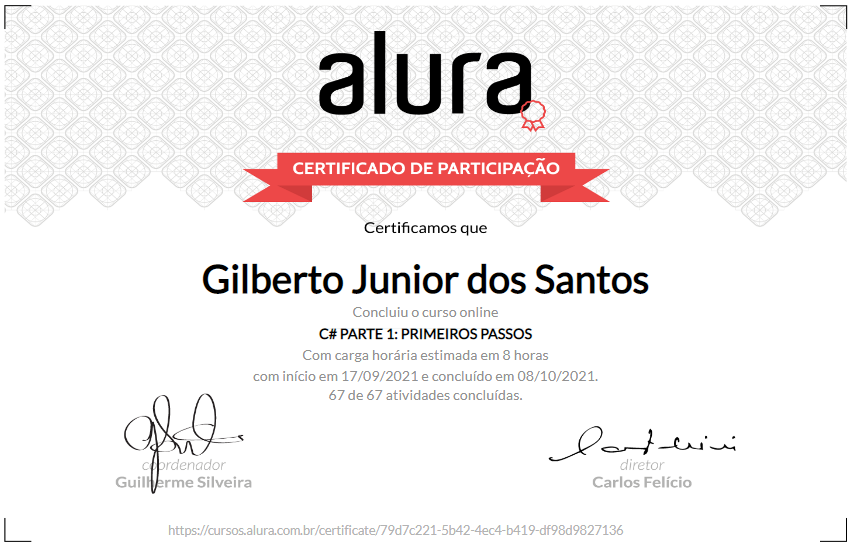 alura
CERTIFICADO DE PARTICIPAÇÃO
Certificamos que
Gilberto Junior dos Santos
Concluiu o curso online
C# PARTE 1: PRIMEIROS PASSOS
Com carga horária estimada em 8 horas
com início em 17/09/2021 e concluído em 08/10/2021.
67 de 67 atividades concluídas.
coordenador
Guilherme Silveira
diretor
Carlos Felício
https://cursos.alura.com.br/certificate/79d7c221-5b42-4ec4-b419-df98d9827136